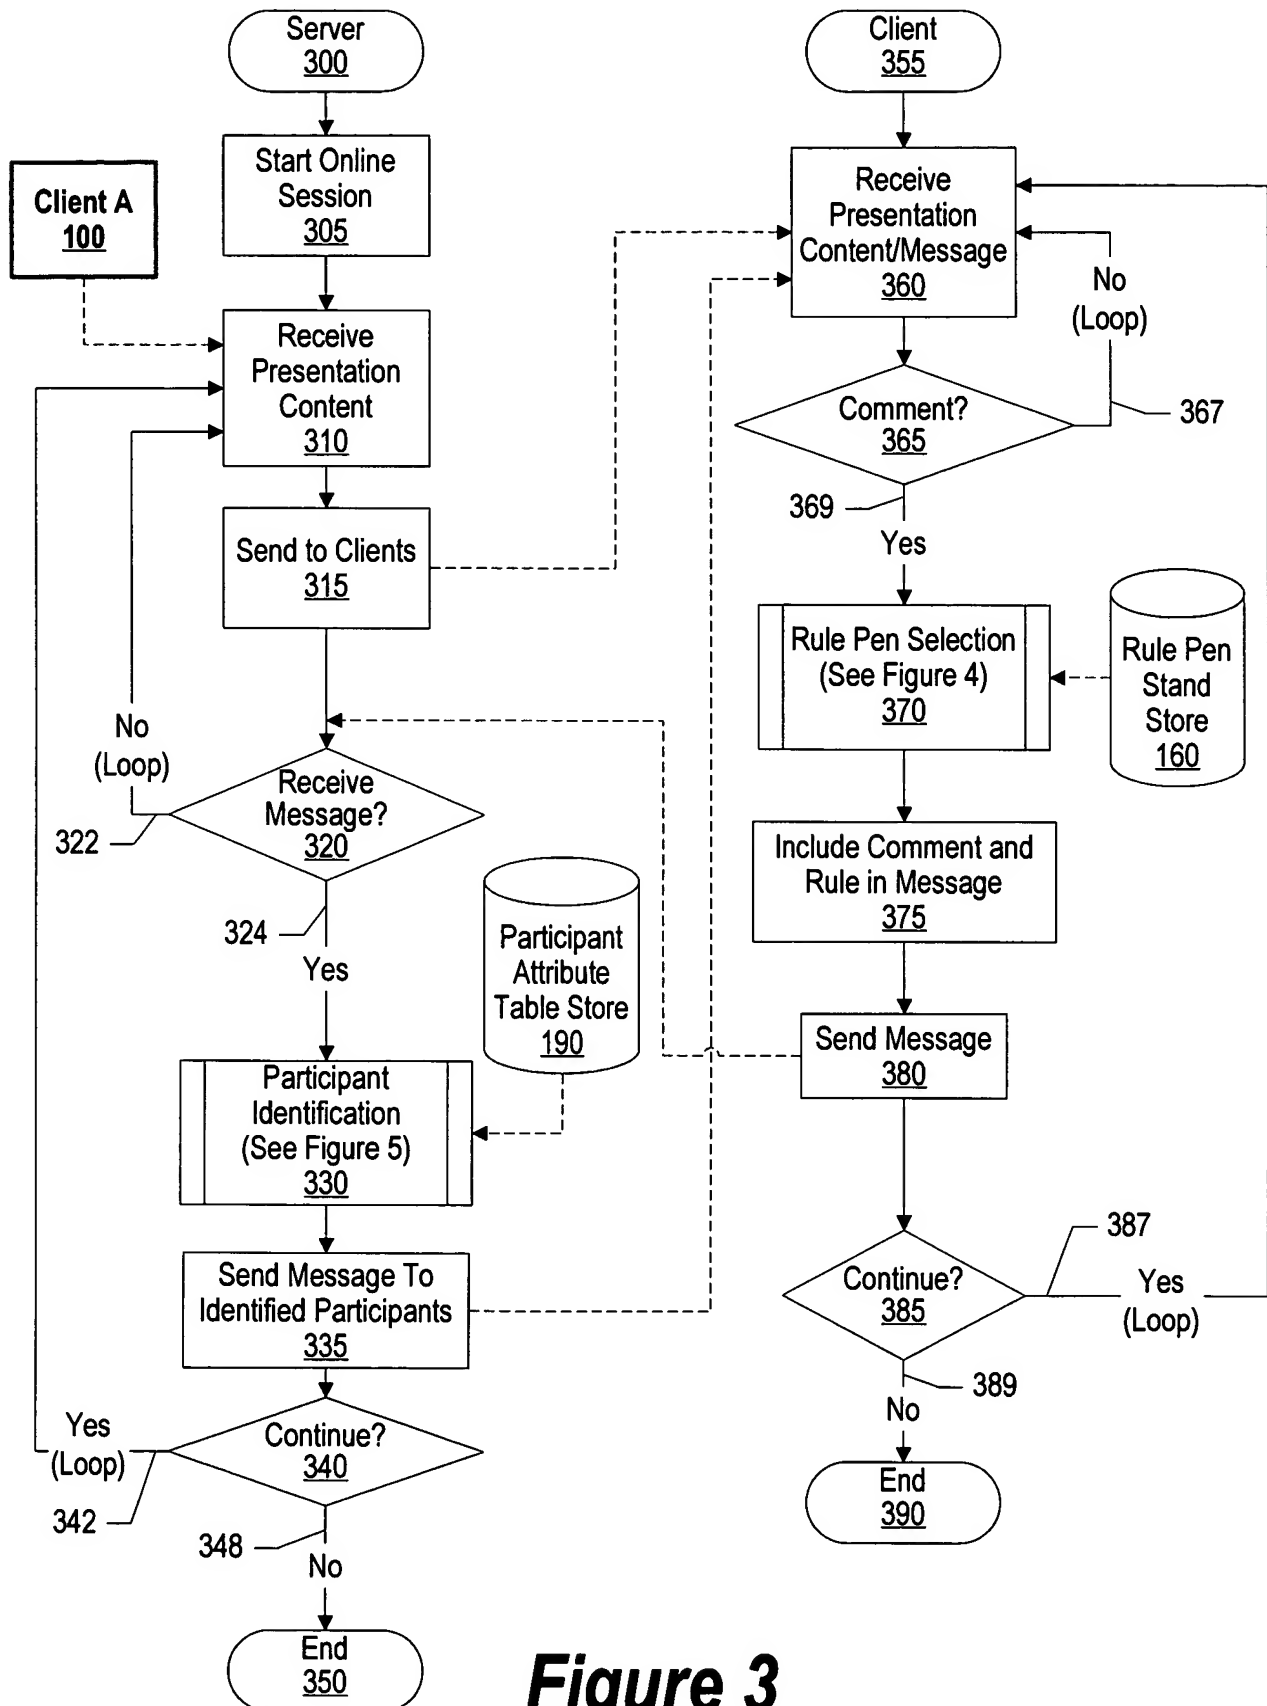 Server
300
Start Online
Session
305
Client A
100
Receive
Presentation
Content
310
Send to Clients
315
No
(Loop)
322
Receive
Message?
320
324
Yes
Participant
Attribute
Table Store
190
Participant
Identification
(See Figure 5)
330
Send Message To
Identified Participants
335
Yes
(Loop)
342
Continue?
340
348
No
End
350
Client
355
Receive
Presentation
Content/Message
360
No
(Loop)
367
Comment?
365
369
Yes
Rule Pen Selection
(See Figure 4)
370
Rule Pen
Stand
Store
160
Include Comment and
Rule in Message
375
Send Message
380
387
Continue?
385
Yes
(Loop)
389
No
End
390
Figure 3